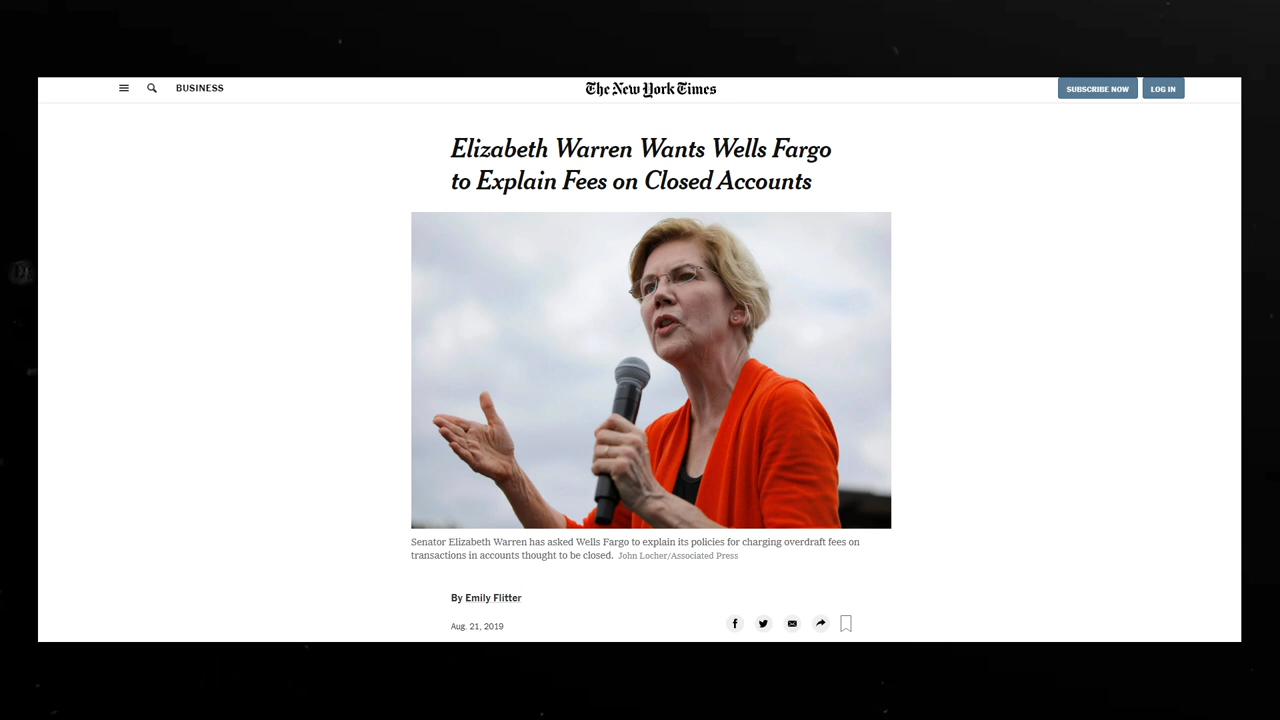 BUSINESS
The New York Times
SUBSCRIBE NOW
LOG IN
Elizabeth Warren Wants Wells Fargo
to Explain Fees on Closed Accounts
Senator Elizabeth Warren has asked Wells Fargo to explain its policies for charging overdraft fees on
transactions in accounts thought to be closed. John Locher/Associated Press
By Emily Flitter
Aug. 21, 2019